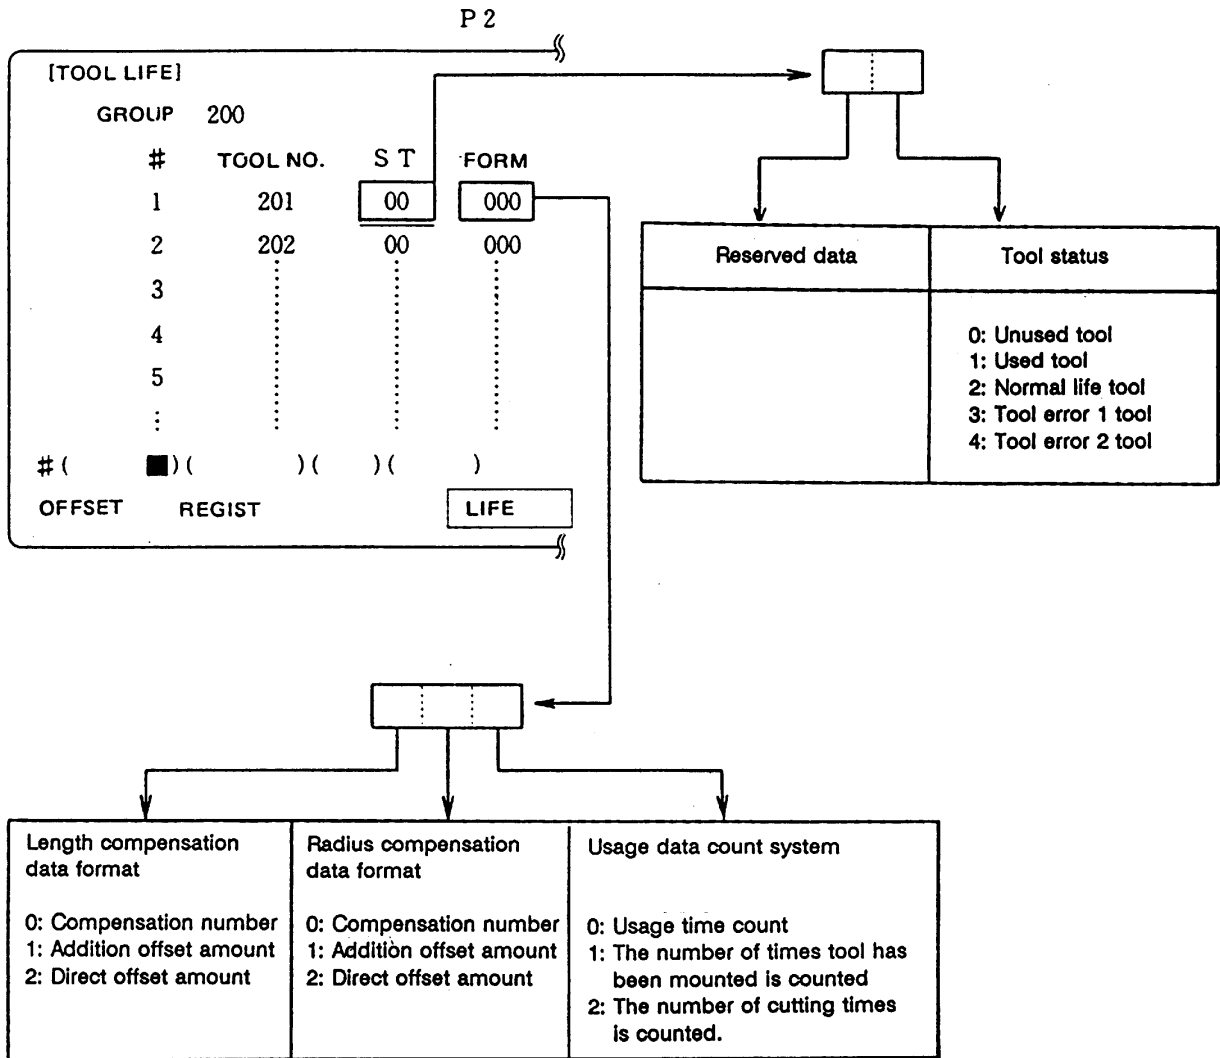 P 2
[TOOL LIFE]
GROUP 200
# TOOL NO. S T FORM
1 201 00 000
2 202 00 000
3
4
5
⋮
#( ■)( )( )( )
OFFSET REGIST LIFE
Reserved data Tool status
0: Unused tool
1: Used tool
2: Normal life tool
3: Tool error 1 tool
4: Tool error 2 tool
Length compensation
data format
0: Compensation number
1: Addition offset amount
2: Direct offset amount
Radius compensation
data format
0: Compensation number
1: Addition offset amount
2: Direct offset amount
Usage data count system
0: Usage time count
1: The number of times tool has
been mounted is counted
2: The number of cutting times
is counted.